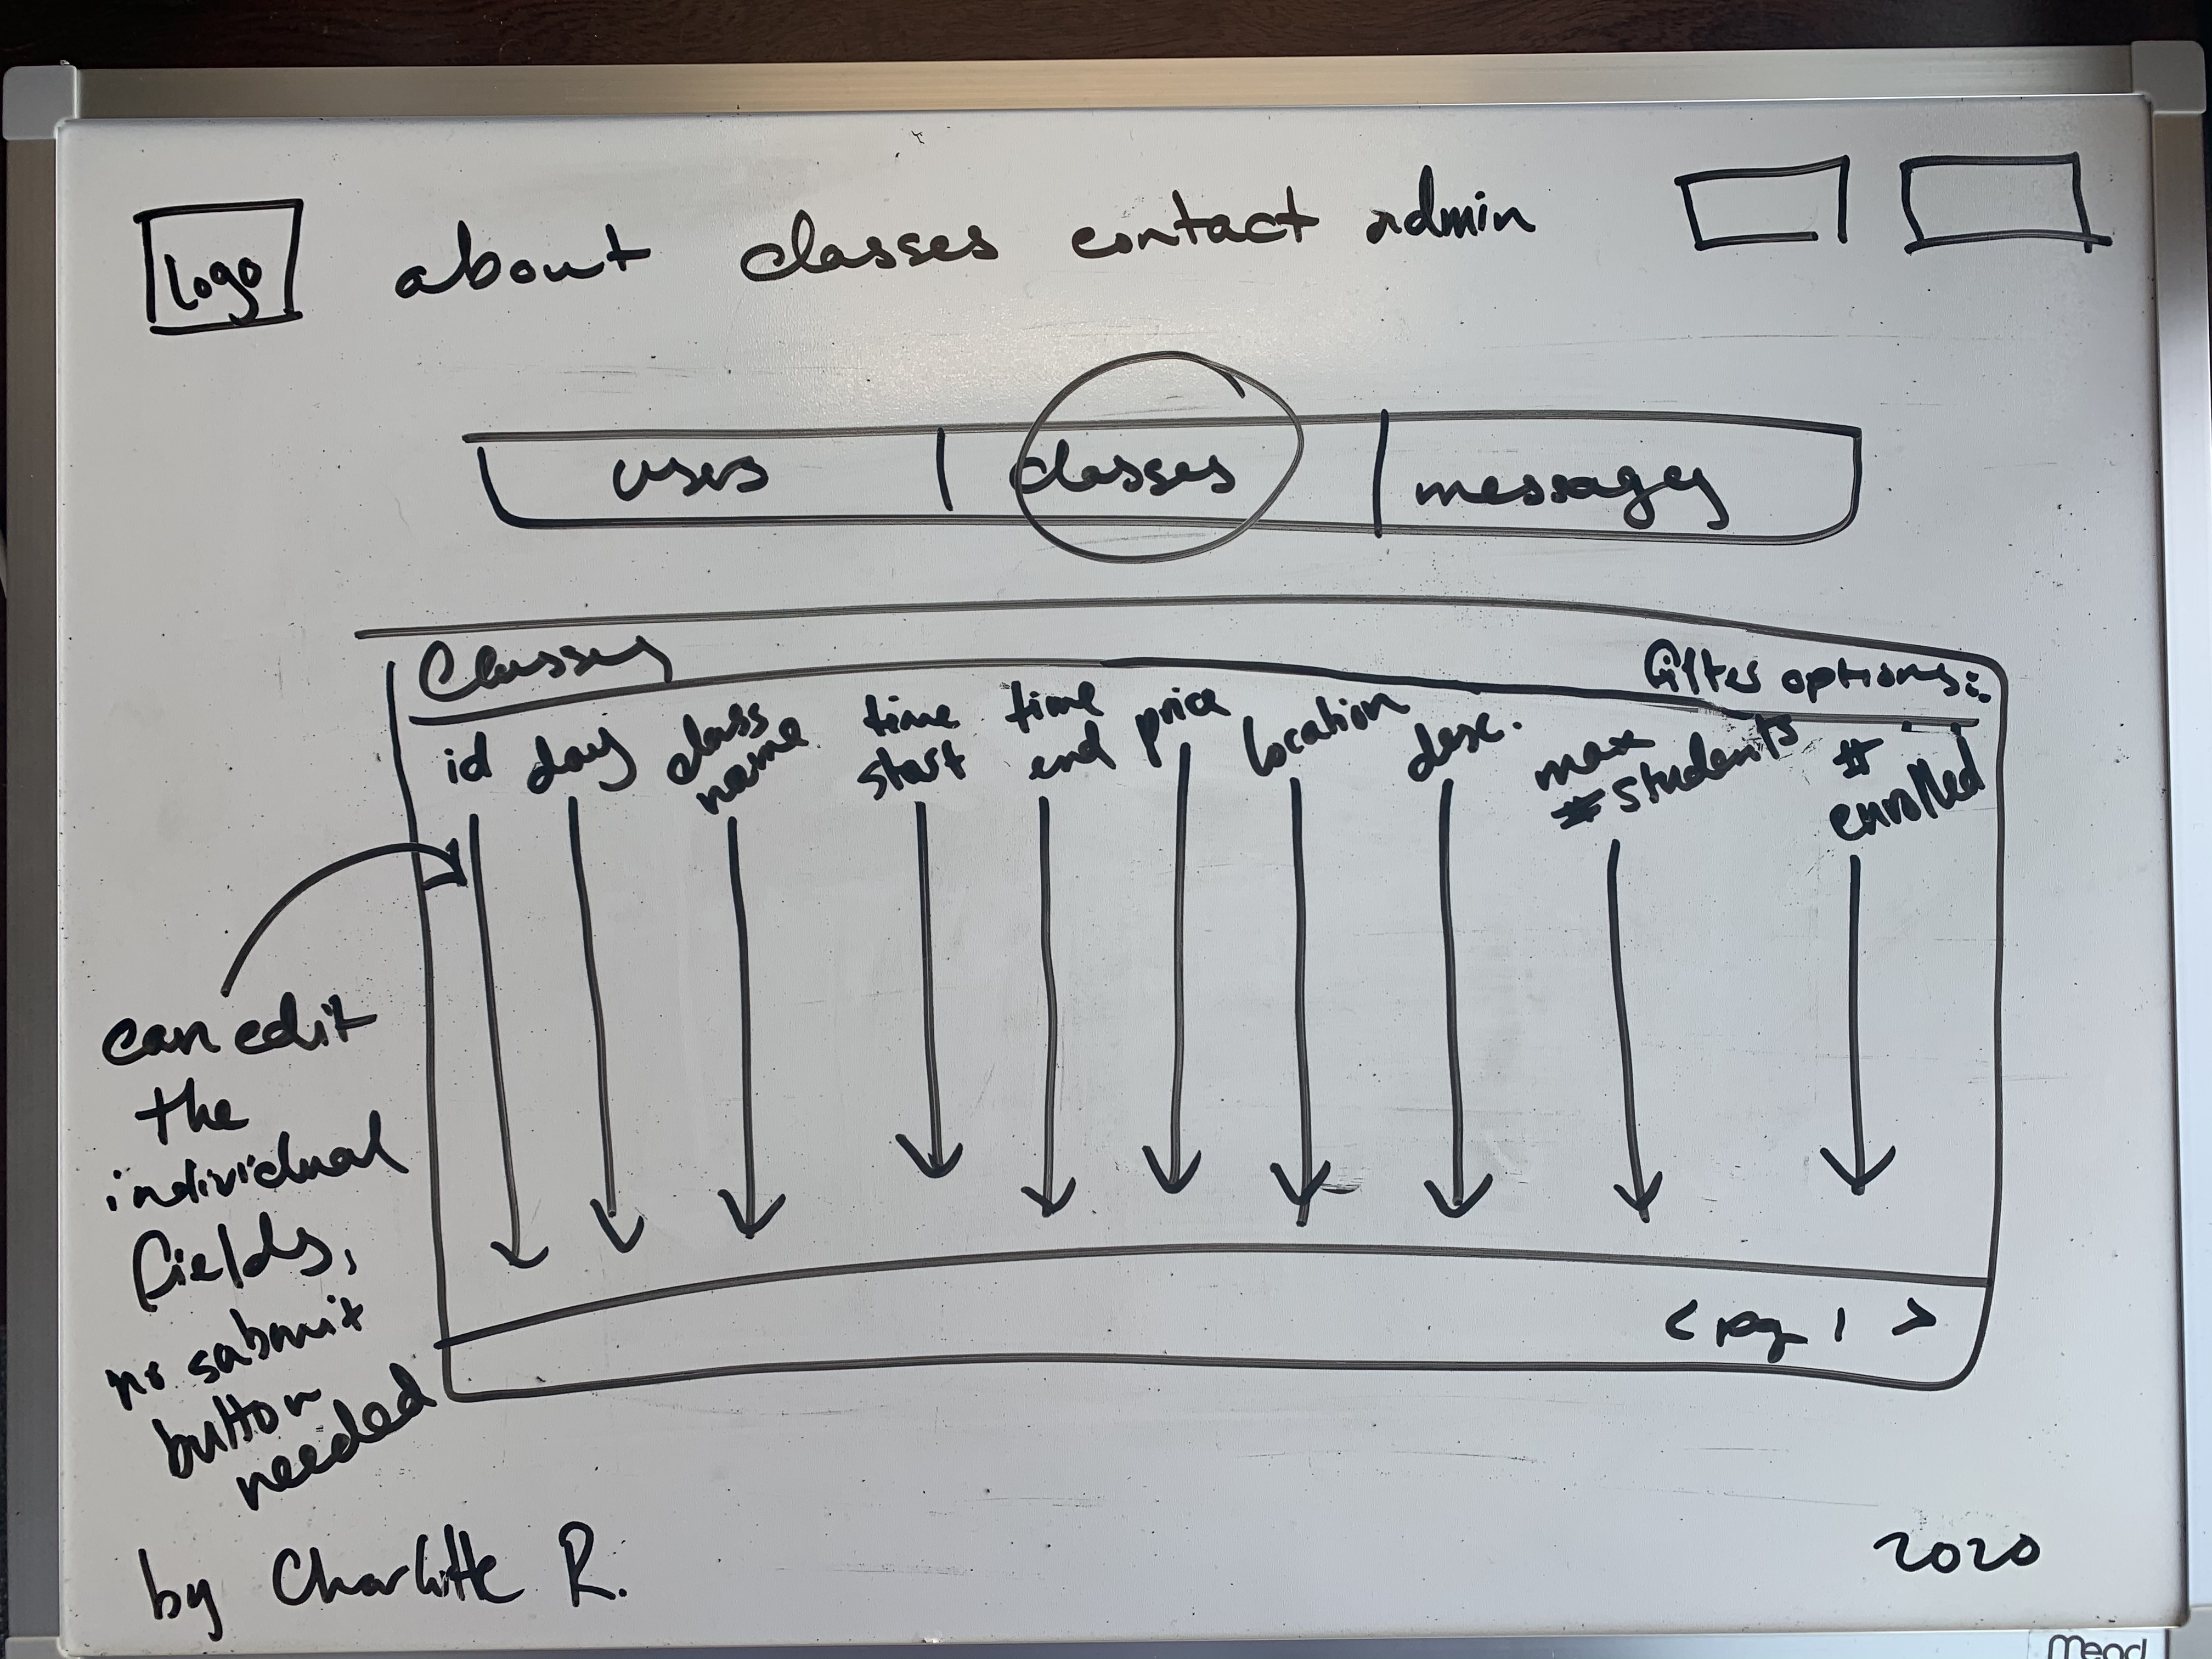 logo about classes contact admin
users classes messages
Classes filter options:
id day class name time start time end price location desc. max # students # enrolled
can edit
the
individual
fields,
no submit
button
needed
< pg 1 >
by Charlotte R. 2020
Mead